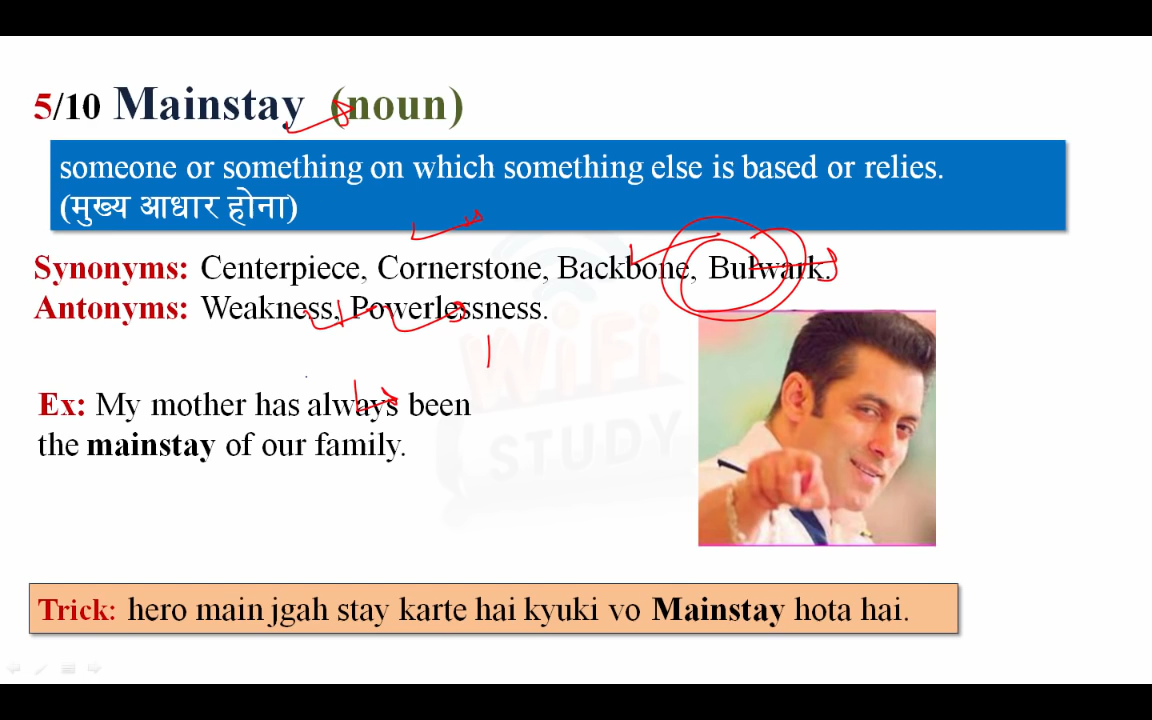 5/10 Mainstay (noun)
someone or something on which something else is based or relies.
(मुख्य आधार होना)
Synonyms: Centerpiece, Cornerstone, Backbone, Bulwark.
Antonyms: Weakness, Powerlessness.
WiFi
STUDY
Ex: My mother has always been
the mainstay of our family.
Trick: hero main jgah stay karte hai kyuki vo Mainstay hota hai.